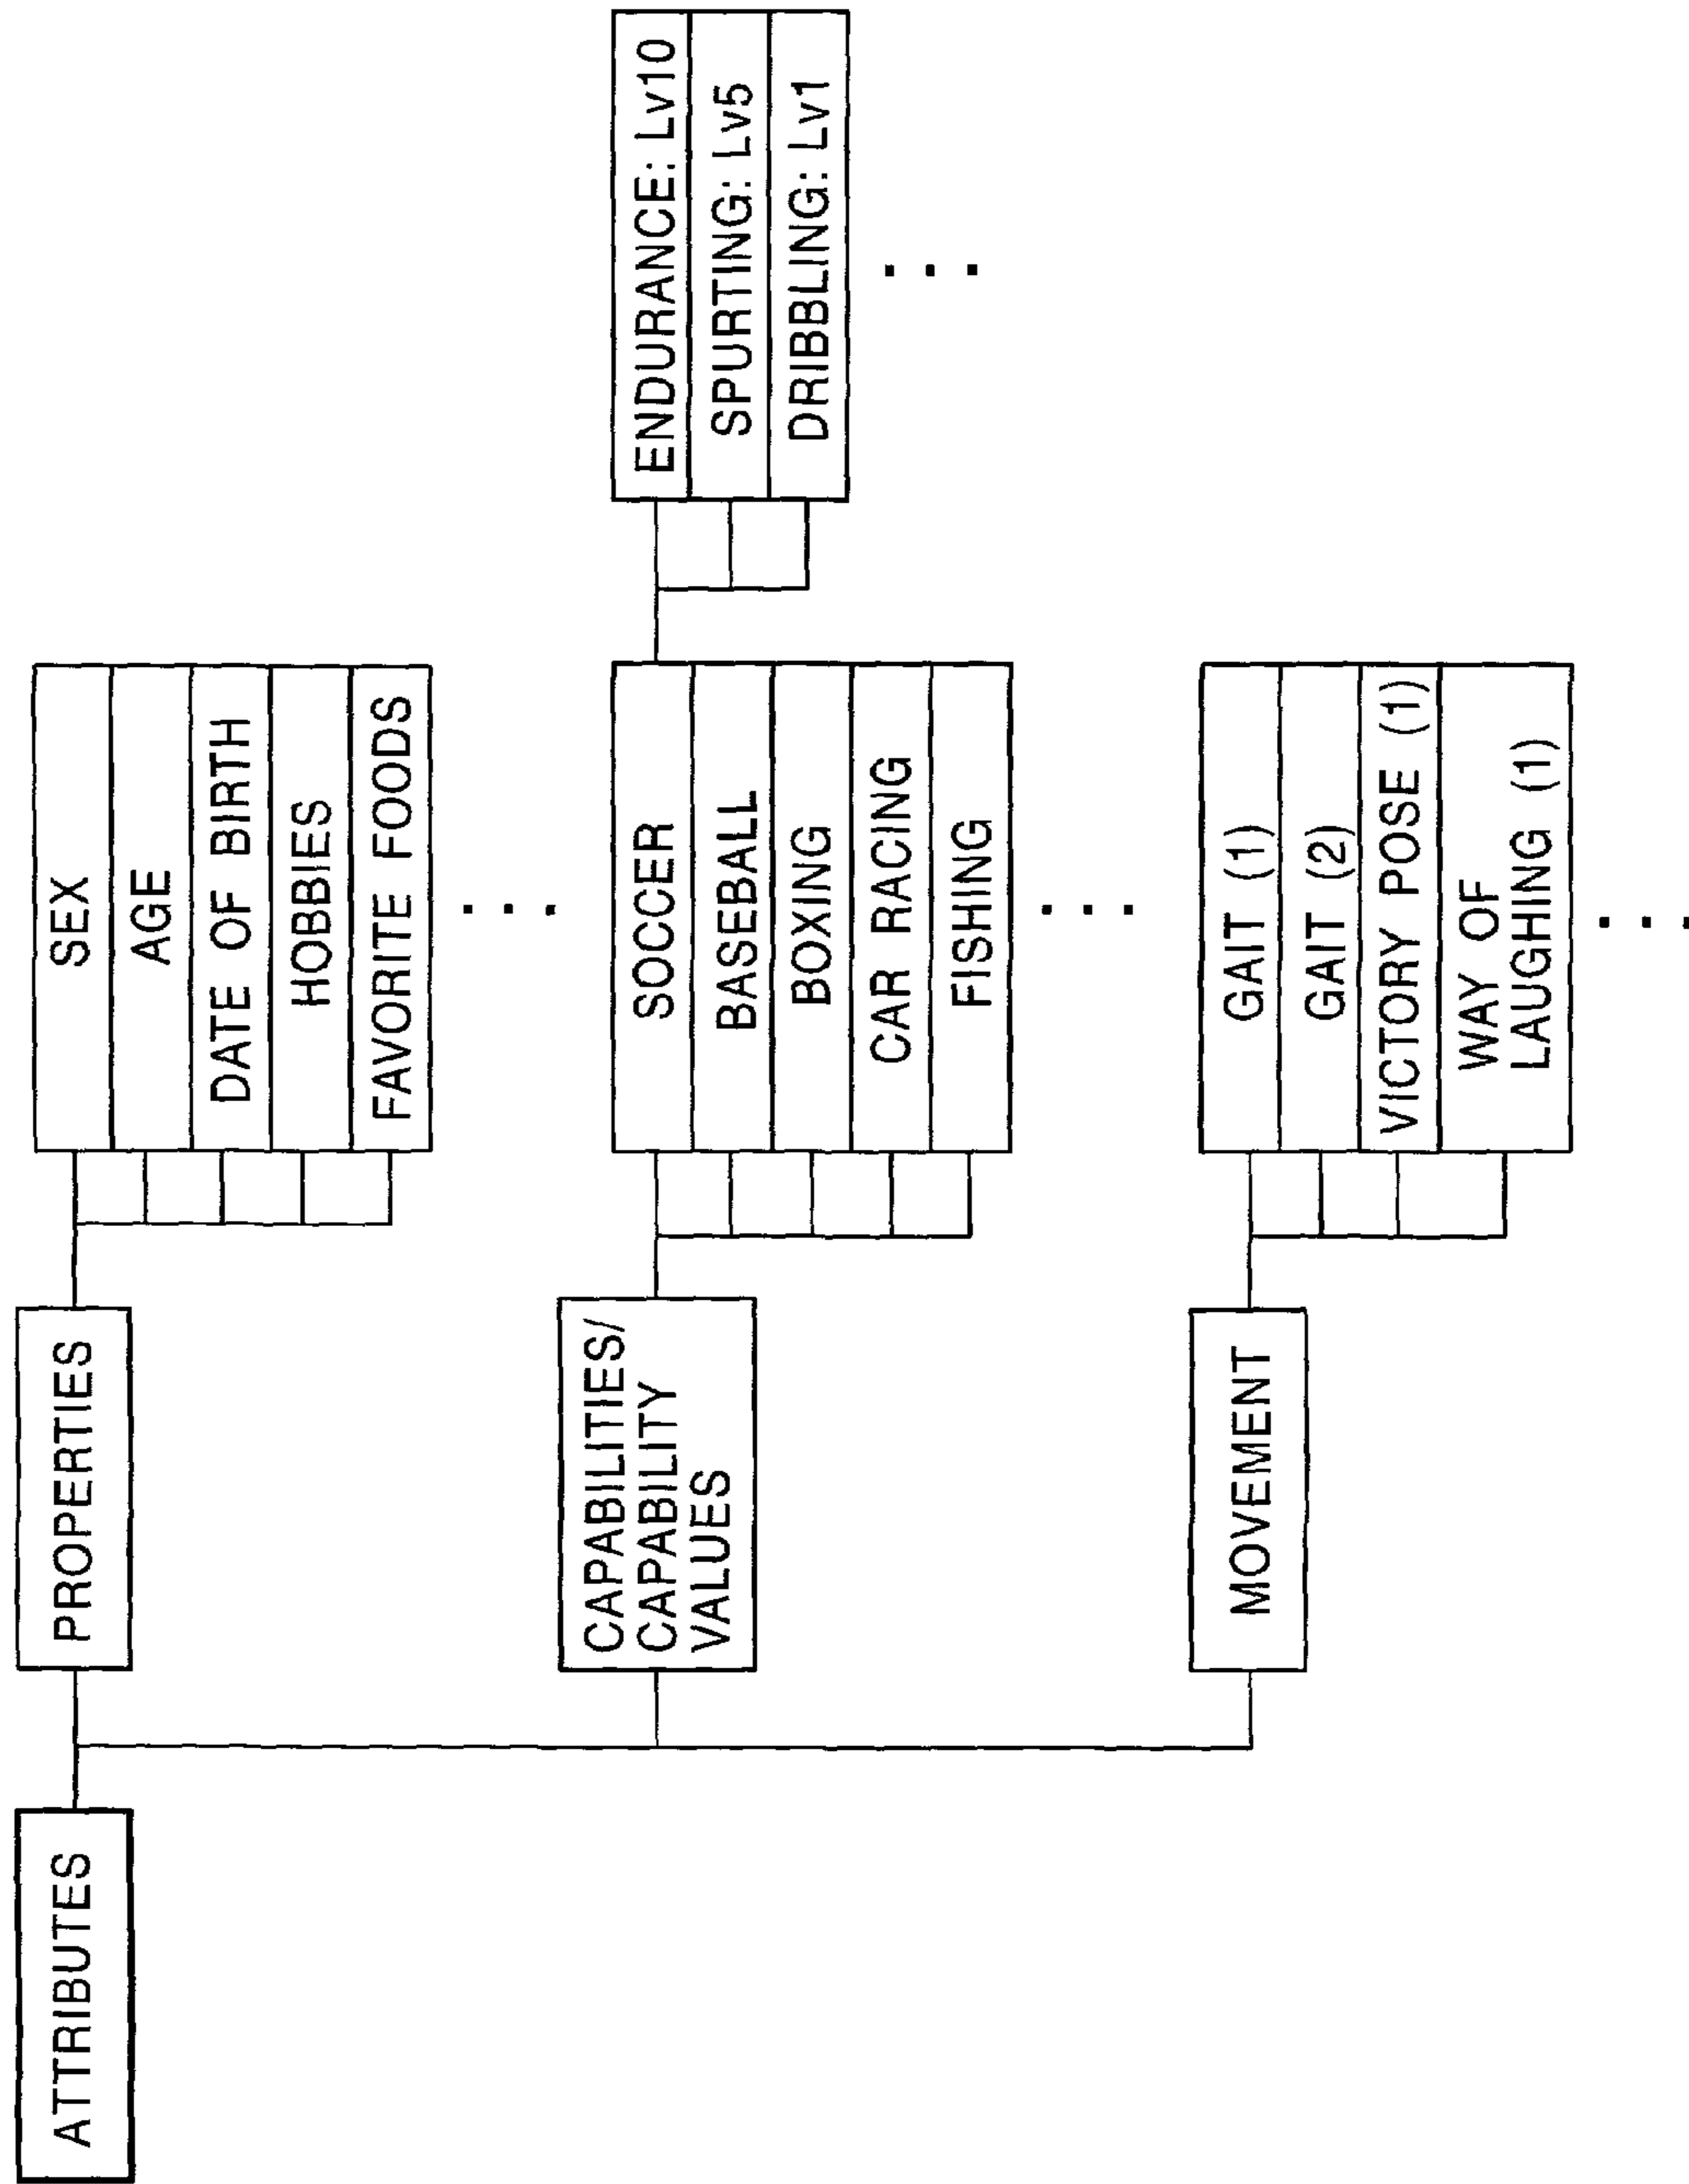 ATTRIBUTES
PROPERTIES
SEX
AGE
DATE OF BIRTH
HOBBIES
FAVORITE FOODS
...
CAPABILITIES/
CAPABILITY
VALUES
SOCCER
BASEBALL
BOXING
CAR RACING
FISHING
...
ENDURANCE: Lv10
SPURTING: Lv5
DRIBBLING: Lv1
...
MOVEMENT
GAIT (1)
GAIT (2)
VICTORY POSE (1)
WAY OF
LAUGHING (1)
...